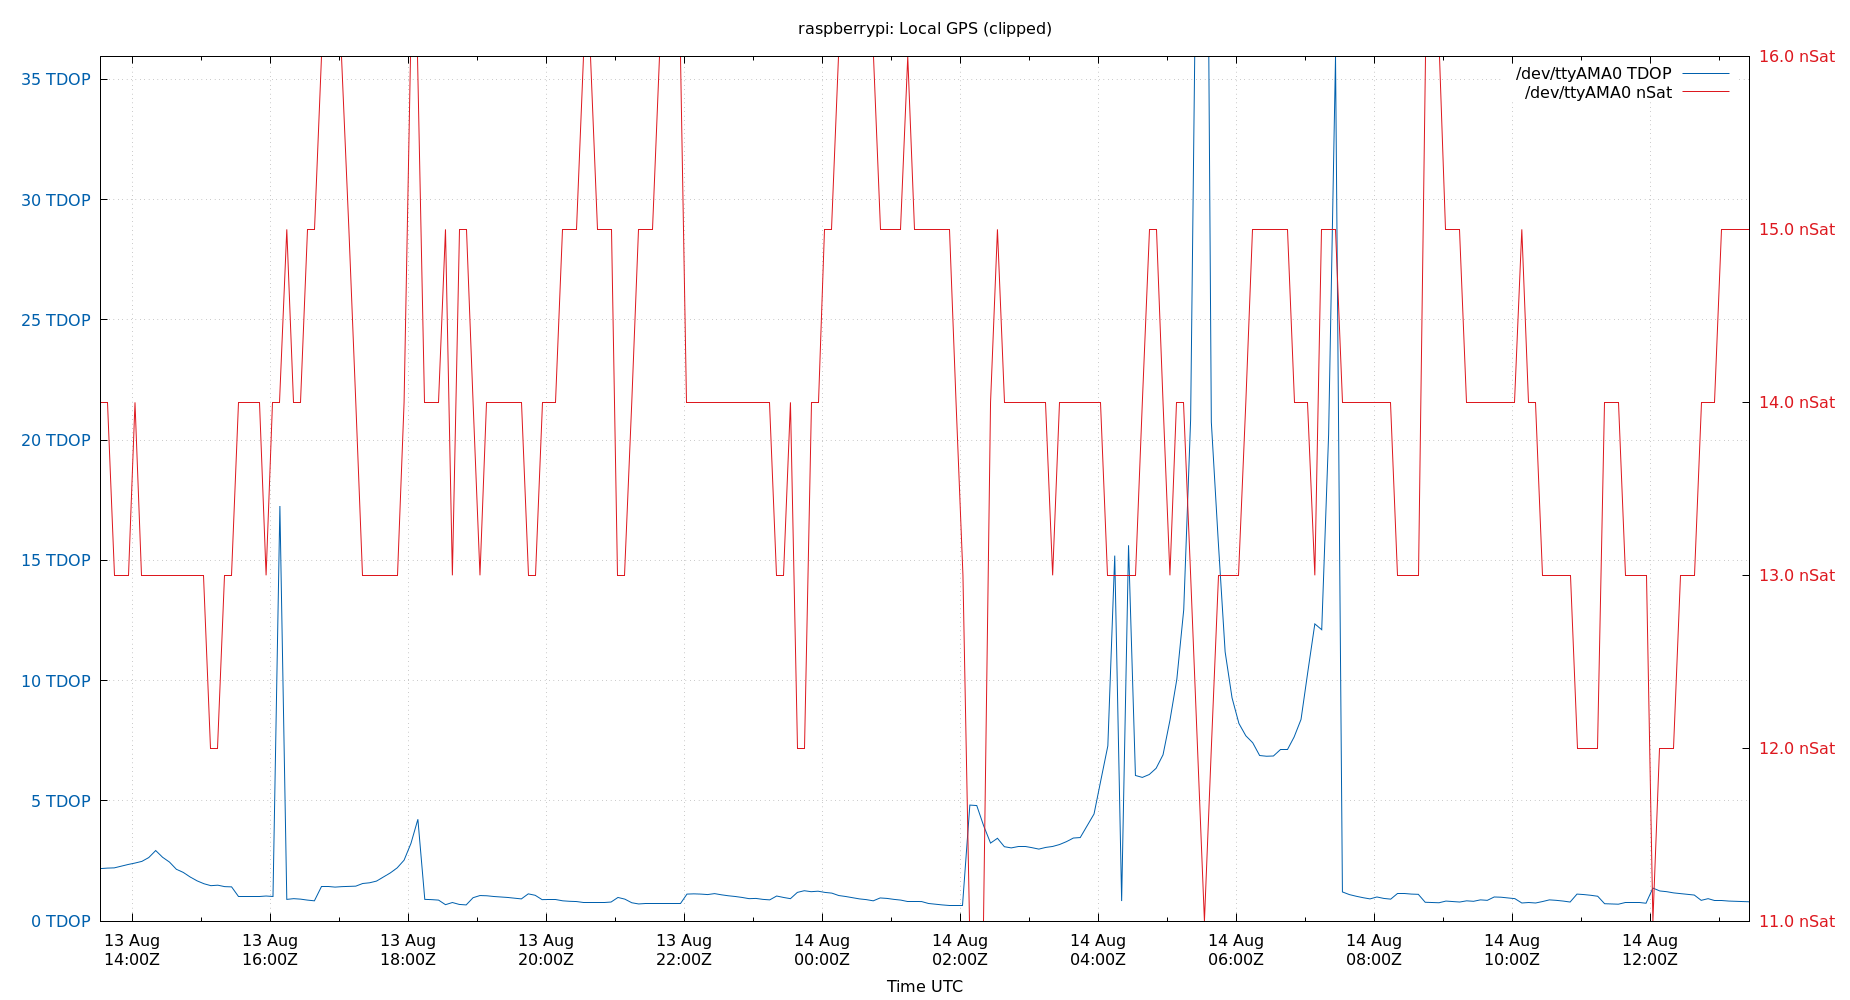 raspberrypi: Local GPS (clipped)
/dev/ttyAMA0 TDOP
/dev/ttyAMA0 nSat
35 TDOP
30 TDOP
25 TDOP
20 TDOP
15 TDOP
10 TDOP
5 TDOP
0 TDOP
16.0 nSat
15.0 nSat
14.0 nSat
13.0 nSat
12.0 nSat
11.0 nSat
13 Aug
14:00Z
13 Aug
16:00Z
13 Aug
18:00Z
13 Aug
20:00Z
13 Aug
22:00Z
14 Aug
00:00Z
14 Aug
02:00Z
14 Aug
04:00Z
14 Aug
06:00Z
14 Aug
08:00Z
14 Aug
10:00Z
14 Aug
12:00Z
Time UTC